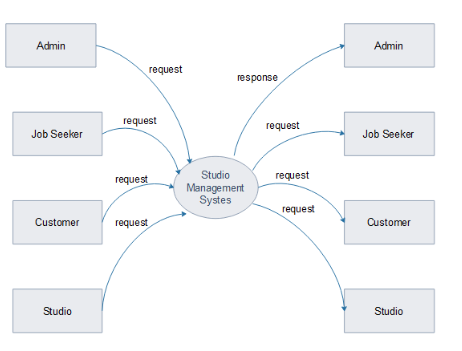 Admin
Admin
request
response
Job Seeker
request
request
Job Seeker
Studio
Management
Systes
request
request
Customer
request
request
Customer
Studio
Studio